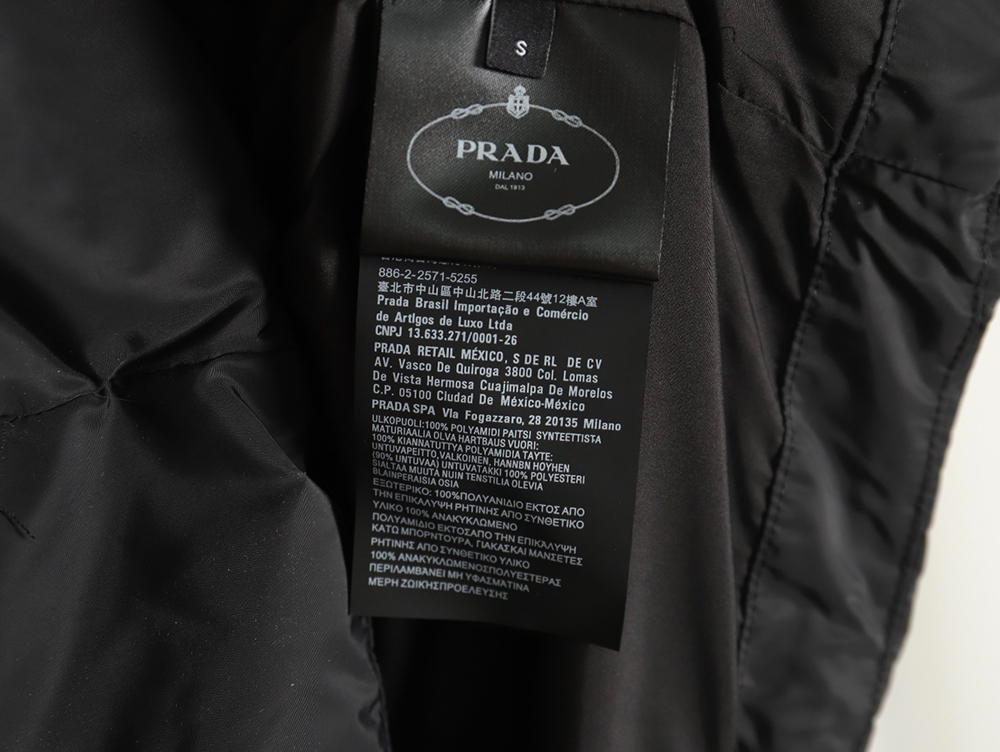 S
PRADA
MILANO
DAL 1913
886-2-2571-5255
臺北市中山區中山北路二段44號12樓A室
Prada Brasil Importação e Comércio
de Artlgos de Luxo Ltda
CNPJ 13.633.271/0001-26
PRADA RETAIL MÉXICO, S DE RL DE CV
AV. Vasco De Quiroga 3800 Col. Lomas
De Vista Hermosa Cuajimalpa De Morelos
C.P. 05100 Ciudad De México-México
PRADA SPA VIa Fogazzaro, 28 20135 Milano
ULKOPUOLI:100% POLYAMIDI PAITSI SYNTEETTISTA
MATURIAALIA OLVA HARTBAUS VUORI:
100% KIANNATUTTYA POLYAMIDIA TAYTE:
UNTUVAPEITTO,VALKOINEN, HANNBN HOYHEN
(90% UNTUVAA) UNTUVATAKKI 100% POLYESTERI
SIALTAA MUUTA NUIN TENSTILIA OLEVIA
BLAINPERAISIA OSIA
ΕΞΩΤΕΡΙΚΟ: 100%ΠΟΛΥΑΝΙΔΙΟ ΕΚΤΟΣ ΑΠΟ
ΤΗΝ ΕΠΙΚΑΛΥΨΗ ΡΗΤΙΝΗΣ ΑΠΟ ΣΥΝΘΕΤΙΚΟ
ΥΛΙΚΟ 100% ΑΝΑΚΥΚΛΩΜΕΝΟ
ΠΟΛΥΑΜΙΔΙΟ ΕΚΤΟΣΑΠΟ ΤΗΝ ΕΠΙΚΑΛΥΨΗ
ΚΑΤΩ ΜΠΟΡΝΤΟΥΡΑ, ΓΙΑΚΑΣΚΑΙ ΜΑΝΣΕΤΕΣ
ΡΗΤΙΝΗΣ ΑΠΟ ΣΥΝΘΕΤΙΚΟ ΥΛΙΚΟ
100% ΑΝΑΚΥΚΛΩΜΕΝΟΣΠΟΛΥΕΣΤΕΡΑΣ
ΠΕΡΙΛΑΜΒΑΝΕΙ ΜΗ ΥΦΑΣΜΑΤΙΝΑ
ΜΕΡΗ ΖΩΙΚΗΣΠΡΟΕΛΕΥΣΗΣ